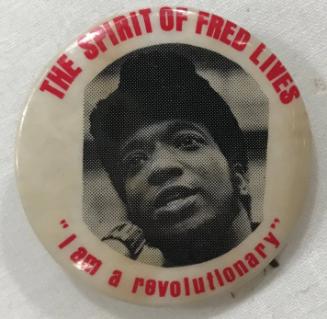 THE SPIRIT OF FRED LIVES
"I am a revolutionary"